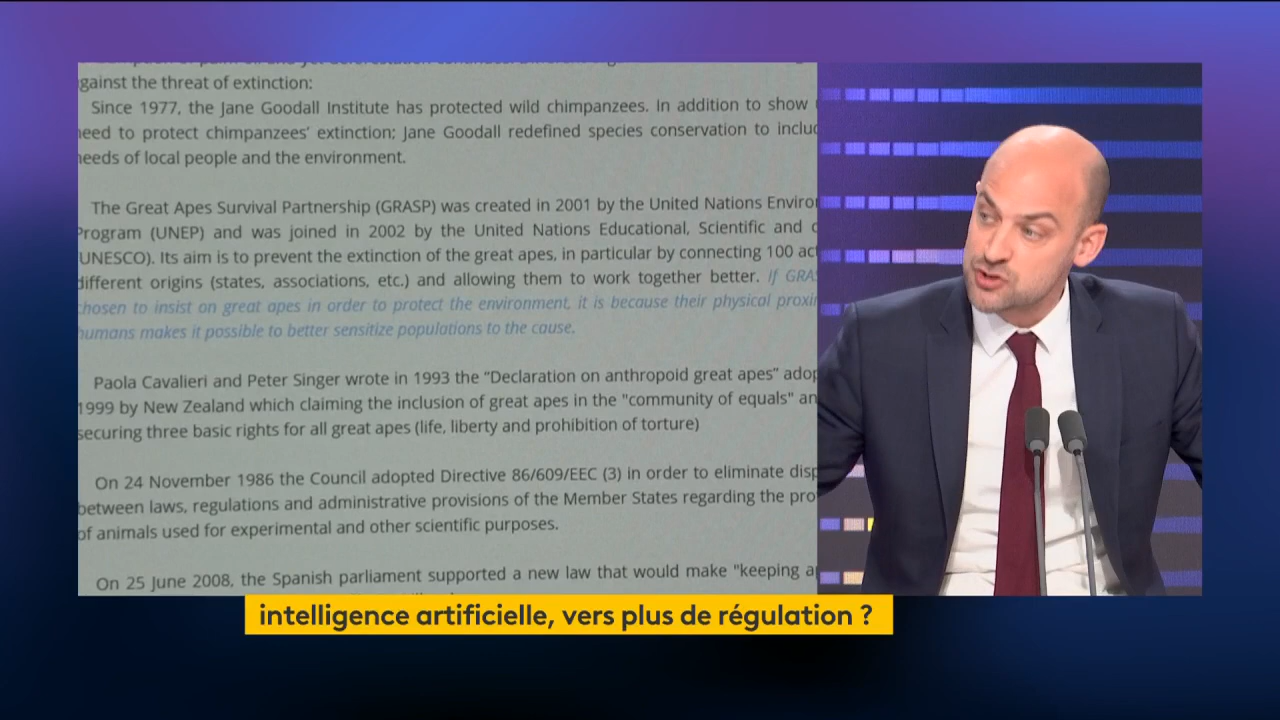 gainst the threat of extinction:
Since 1977, the Jane Goodall Institute has protected wild chimpanzees. In addition to show
eed to protect chimpanzees' extinction; Jane Goodall redefined species conservation to includ
eeds of local people and the environment.
The Great Apes Survival Partnership (GRASP) was created in 2001 by the United Nations Enviro
Program (UNEP) and was joined in 2002 by the United Nations Educational, Scientific and
UNESCO). Its aim is to prevent the extinction of the great apes, in particular by connecting 100 act
different origins (states, associations, etc.) and allowing them to work together better. If GRAS
chosen to insist on great apes in order to protect the environment, it is because their physical proxi
humans makes it possible to better sensitize populations to the cause.
Paola Cavalieri and Peter Singer wrote in 1993 the "Declaration on anthropoid great apes" adop
1999 by New Zealand which claiming the inclusion of great apes in the "community of equals" an
securing three basic rights for all great apes (life, liberty and prohibition of torture)
On 24 November 1986 the Council adopted Directive 86/609/EEC (3) in order to eliminate disp
between laws, regulations and administrative provisions of the Member States regarding the pro
of animals used for experimental and other scientific purposes.
On 25 June 2008, the Spanish parliament supported a new law that would make "keeping a
intelligence artificielle, vers plus de régulation ?